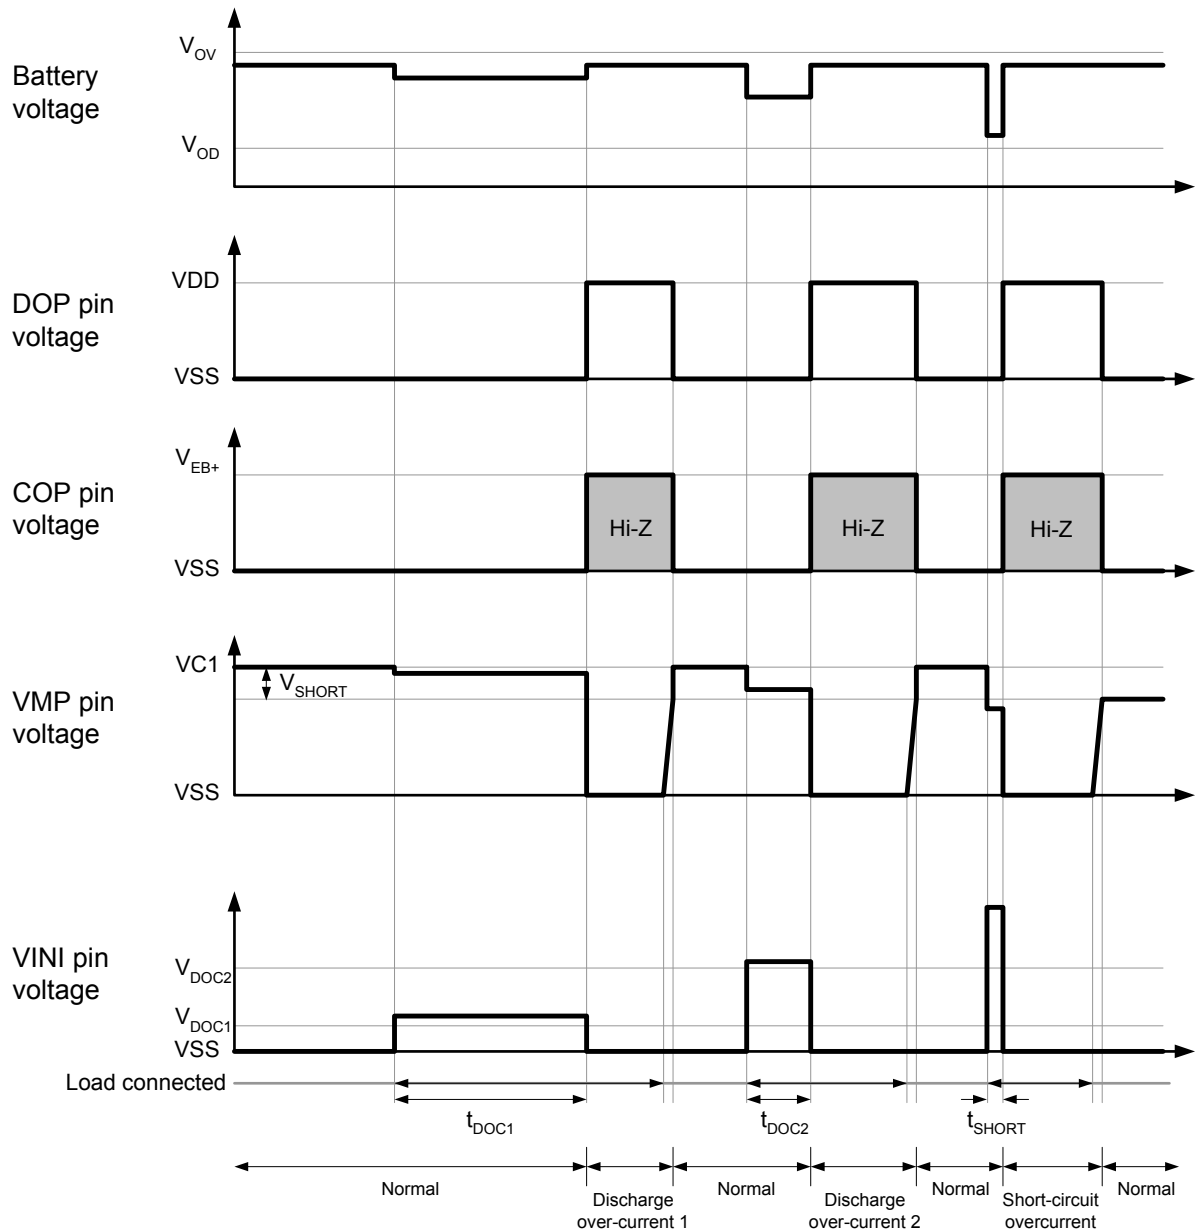 V_OV
Battery
voltage
V_OD
VDD
DOP pin
voltage
VSS
V_EB+
COP pin
voltage
Hi-Z Hi-Z Hi-Z
VSS
VC1
V_SHORT
VMP pin
voltage
VSS
VINI pin
voltage
V_DOC2
V_DOC1
VSS
Load connected
t_DOC1 t_DOC2 t_SHORT
Normal Normal Normal Normal
Discharge
over-current 1
Discharge
over-current 2
Short-circuit
overcurrent